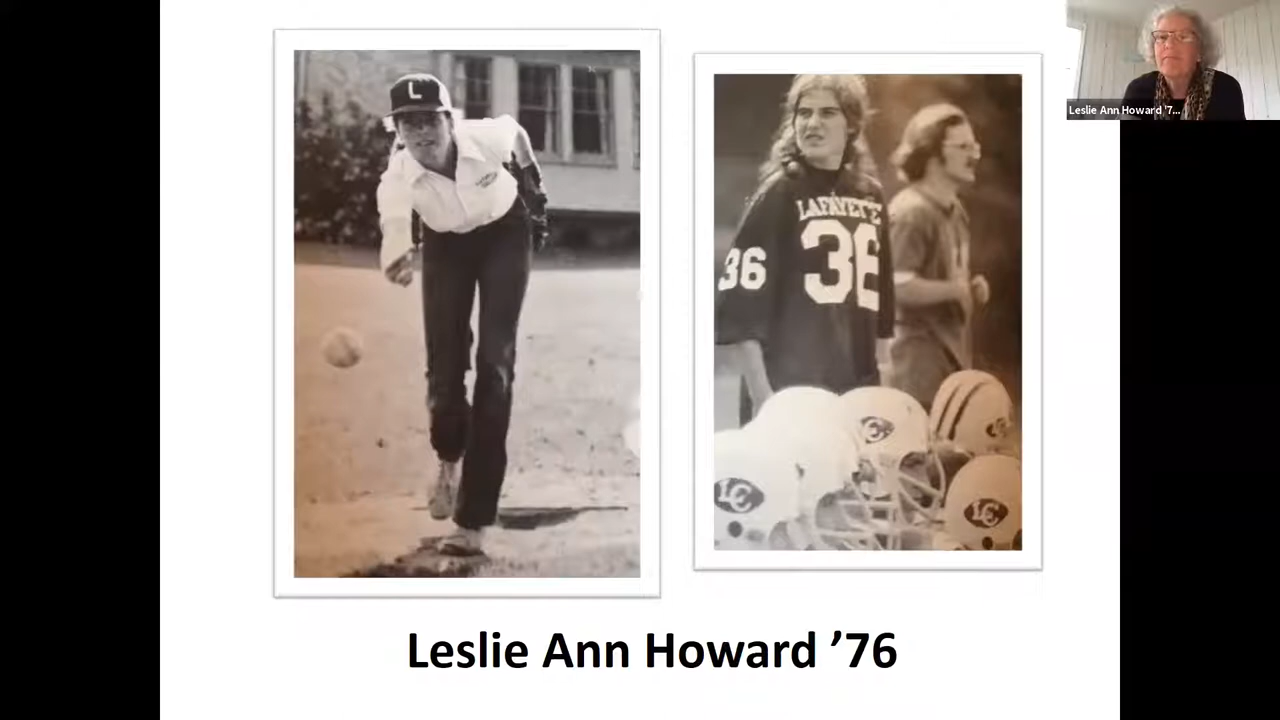 L
LAFAYETTE
36
36
LC
LC
LC
Leslie Ann Howard ’76
Leslie Ann Howard '7...